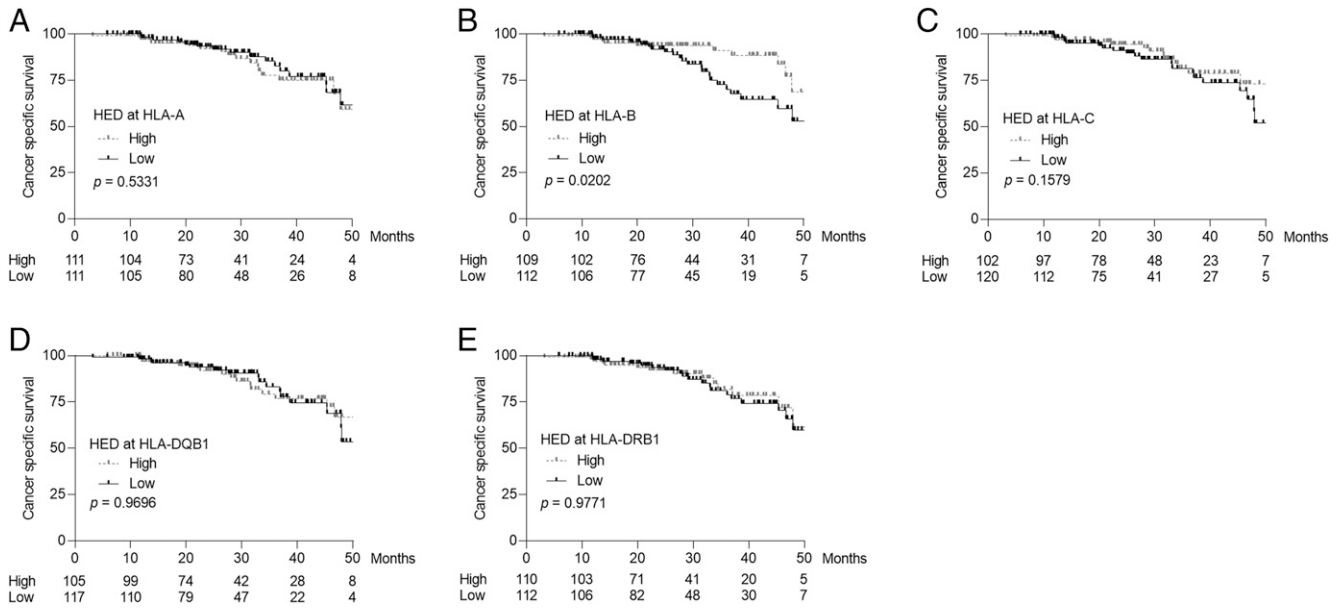 A
Cancer specific survival
100
75
50
25
0
HED at HLA-A
High
Low
p = 0.5331
0 10 20 30 40 50 Months
High 111 104 73 41 24 4
Low 111 105 80 48 26 8
B
Cancer specific survival
100
75
50
25
0
HED at HLA-B
High
Low
p = 0.0202
0 10 20 30 40 50 Months
High 109 102 76 44 31 7
Low 112 106 77 45 19 5
C
Cancer specific survival
100
75
50
25
0
HED at HLA-C
High
Low
p = 0.1579
0 10 20 30 40 50 Months
High 102 97 78 48 23 7
Low 120 112 75 41 27 5
D
Cancer specific survival
100
75
50
25
0
HED at HLA-DQB1
High
Low
p = 0.9696
0 10 20 30 40 50 Months
High 105 99 74 42 28 8
Low 117 110 79 47 22 4
E
Cancer specific survival
100
75
50
25
0
HED at HLA-DRB1
High
Low
p = 0.9771
0 10 20 30 40 50 Months
High 110 103 71 41 20 5
Low 112 106 82 48 30 7